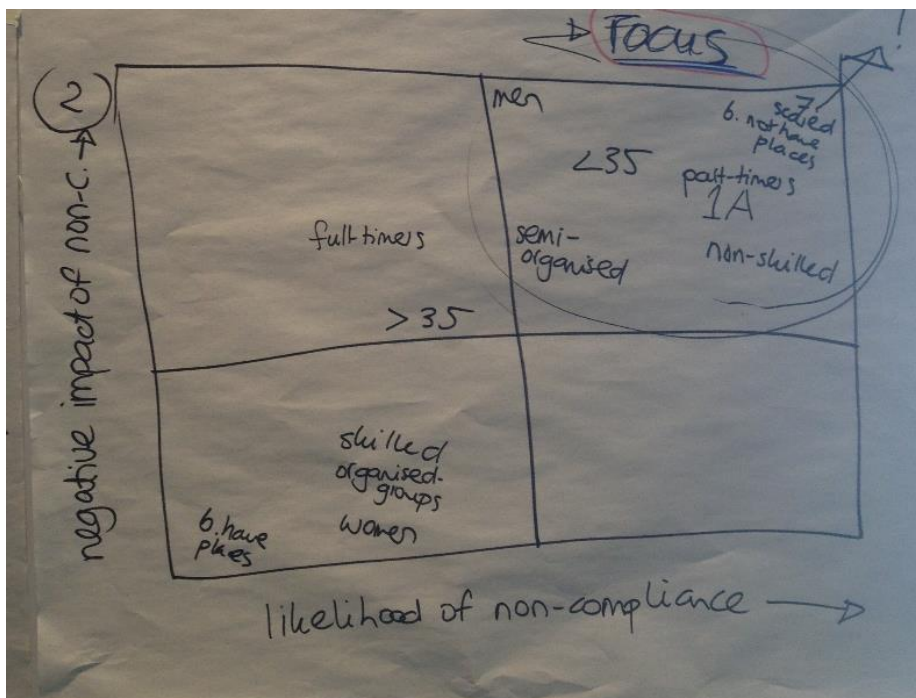 → Focus
!
② negative impact of non-c. →
men
7.
scared
6. not have
places
<35
part-timers
1A
full-timers
semi-
organised
non-skilled
>35
skilled
organised-
groups
women
6. have
places
likelihood of non-compliance →